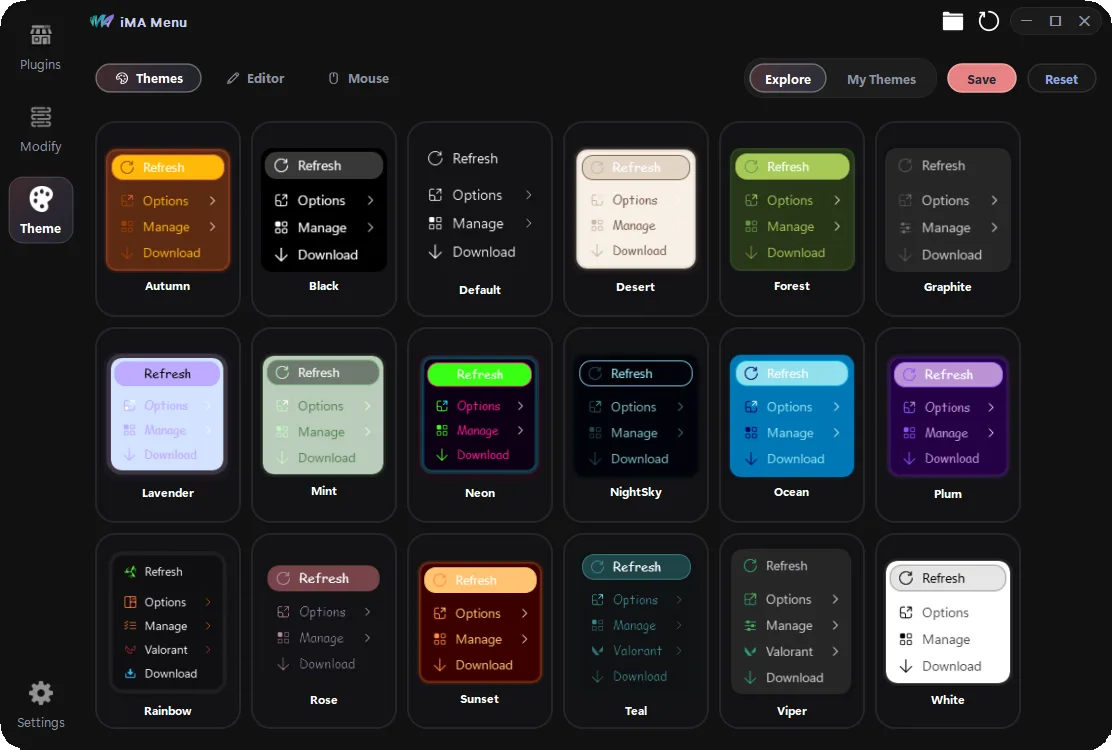 iMA Menu
Plugins
Modify
Theme
Settings
Themes
Editor
Mouse
Explore
My Themes
Save
Reset
Refresh
Options
Manage
Download
Autumn
Refresh
Options
Manage
Download
Black
Refresh
Options
Manage
Download
Default
Refresh
Options
Manage
Download
Desert
Refresh
Options
Manage
Download
Forest
Refresh
Options
Manage
Download
Graphite
Refresh
Options
Manage
Download
Lavender
Refresh
Options
Manage
Download
Mint
Refresh
Options
Manage
Download
Neon
Refresh
Options
Manage
Download
NightSky
Refresh
Options
Manage
Download
Ocean
Refresh
Options
Manage
Download
Plum
Refresh
Options
Manage
Valorant
Download
Rainbow
Refresh
Options
Manage
Download
Rose
Refresh
Options
Manage
Download
Sunset
Refresh
Options
Manage
Valorant
Download
Teal
Refresh
Options
Manage
Valorant
Download
Viper
Refresh
Options
Manage
Download
White